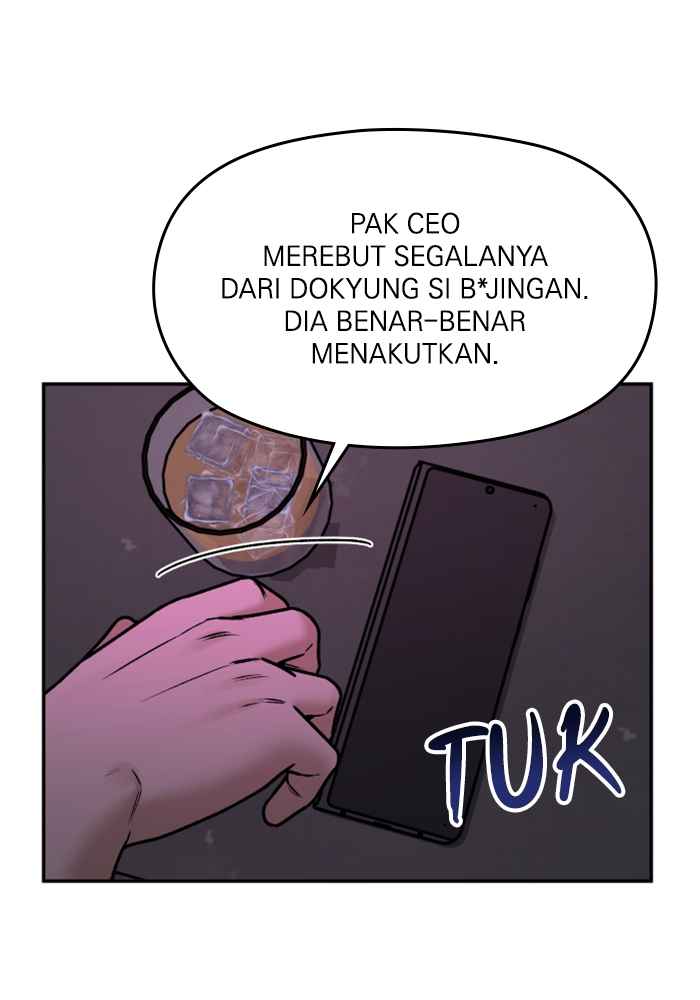 PAK CEO
MEREBUT SEGALANYA
DARI DOKYUNG SI B*JINGAN.
DIA BENAR-BENAR
MENAKUTKAN.
TUK